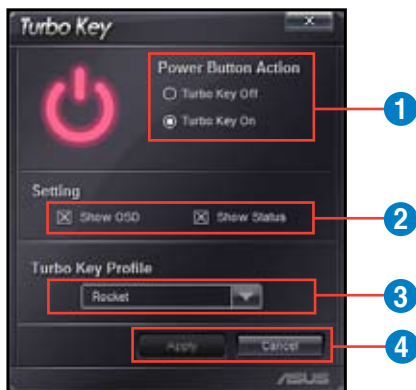 Turbo Key
Power Button Action
Turbo Key Off
Turbo Key On
1
Setting
Show OSD
Show Status
2
Turbo Key Profile
Rocket
3
Apply
Cancel
4
ASUS